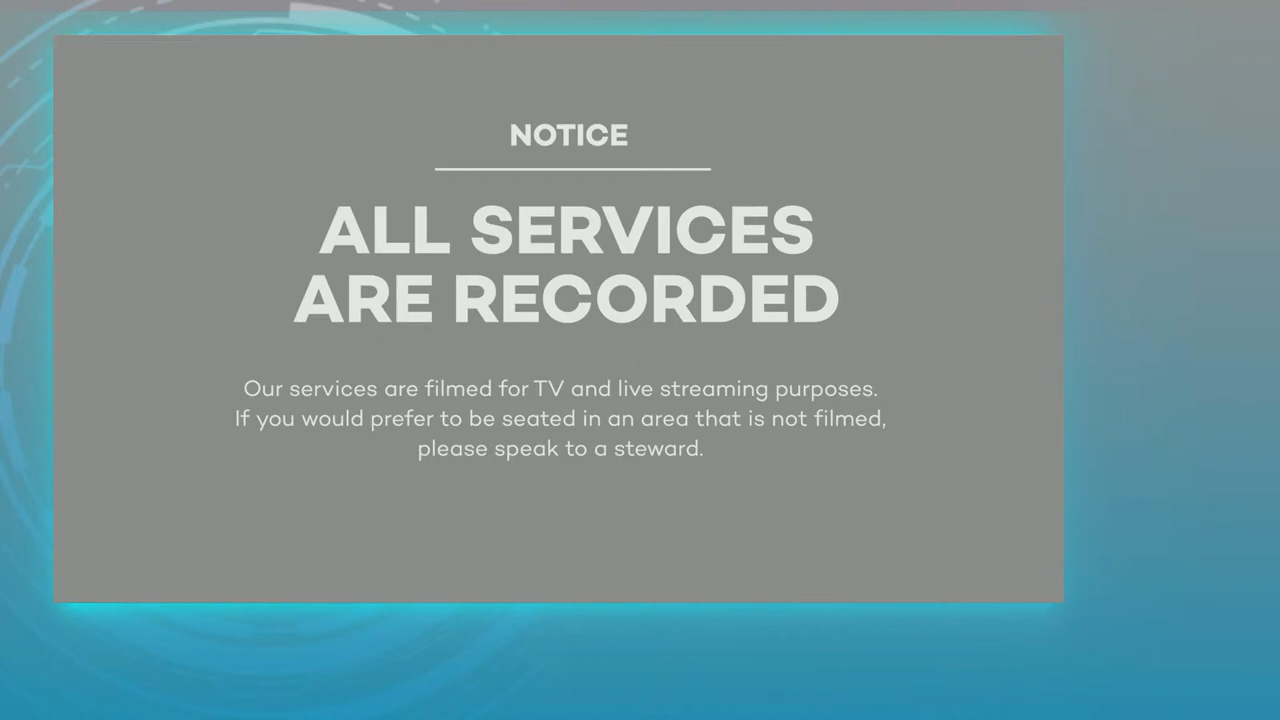 NOTICE
ALL SERVICES
ARE RECORDED
Our services are filmed for TV and live streaming purposes.
If you would prefer to be seated in an area that is not filmed,
please speak to a steward.